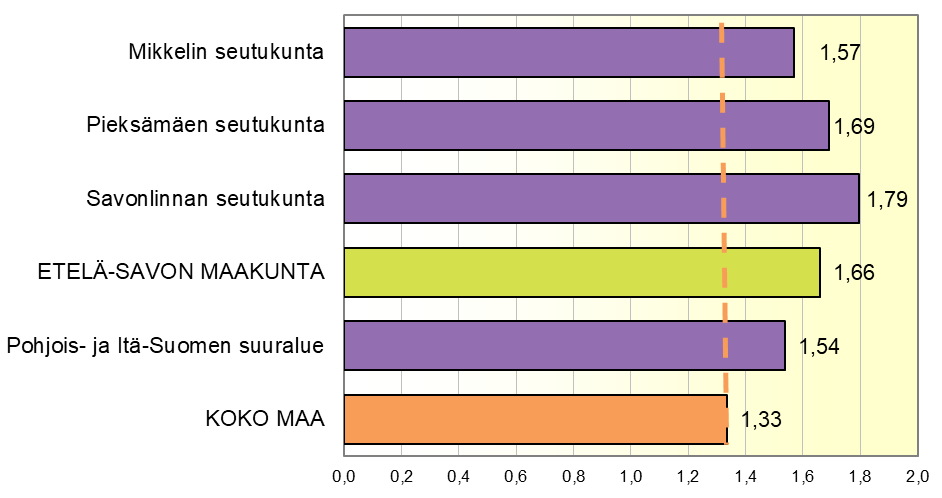 Mikkelin seutukunta 1,57
Pieksämäen seutukunta 1,69
Savonlinnan seutukunta 1,79
ETELÄ-SAVON MAAKUNTA 1,66
Pohjois- ja Itä-Suomen suuralue 1,54
KOKO MAA 1,33
0,0 0,2 0,4 0,6 0,8 1,0 1,2 1,4 1,6 1,8 2,0